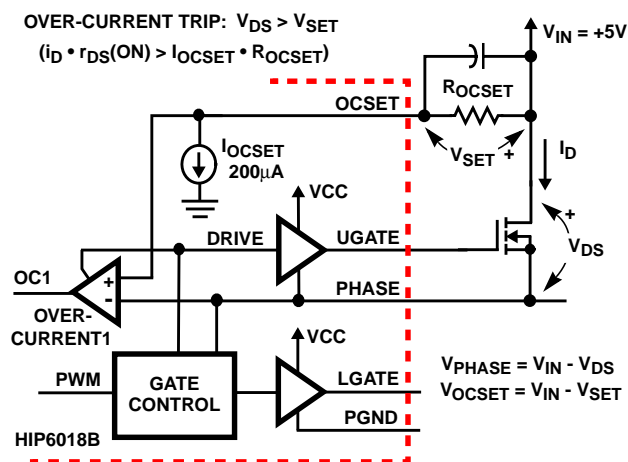 OVER-CURRENT TRIP: VDS > VSET
(iD • rDS(ON) > IOCSET • ROCSET)
VIN = +5V
ROCSET
OCSET
VSET +
ID
IOCSET
200µA
VCC
+
VDS
DRIVE
UGATE
OC1
+
-
PHASE
OVER-
CURRENT1
VCC
PWM
GATE
CONTROL
LGATE
PGND
VPHASE = VIN - VDS
VOCSET = VIN - VSET
HIP6018B